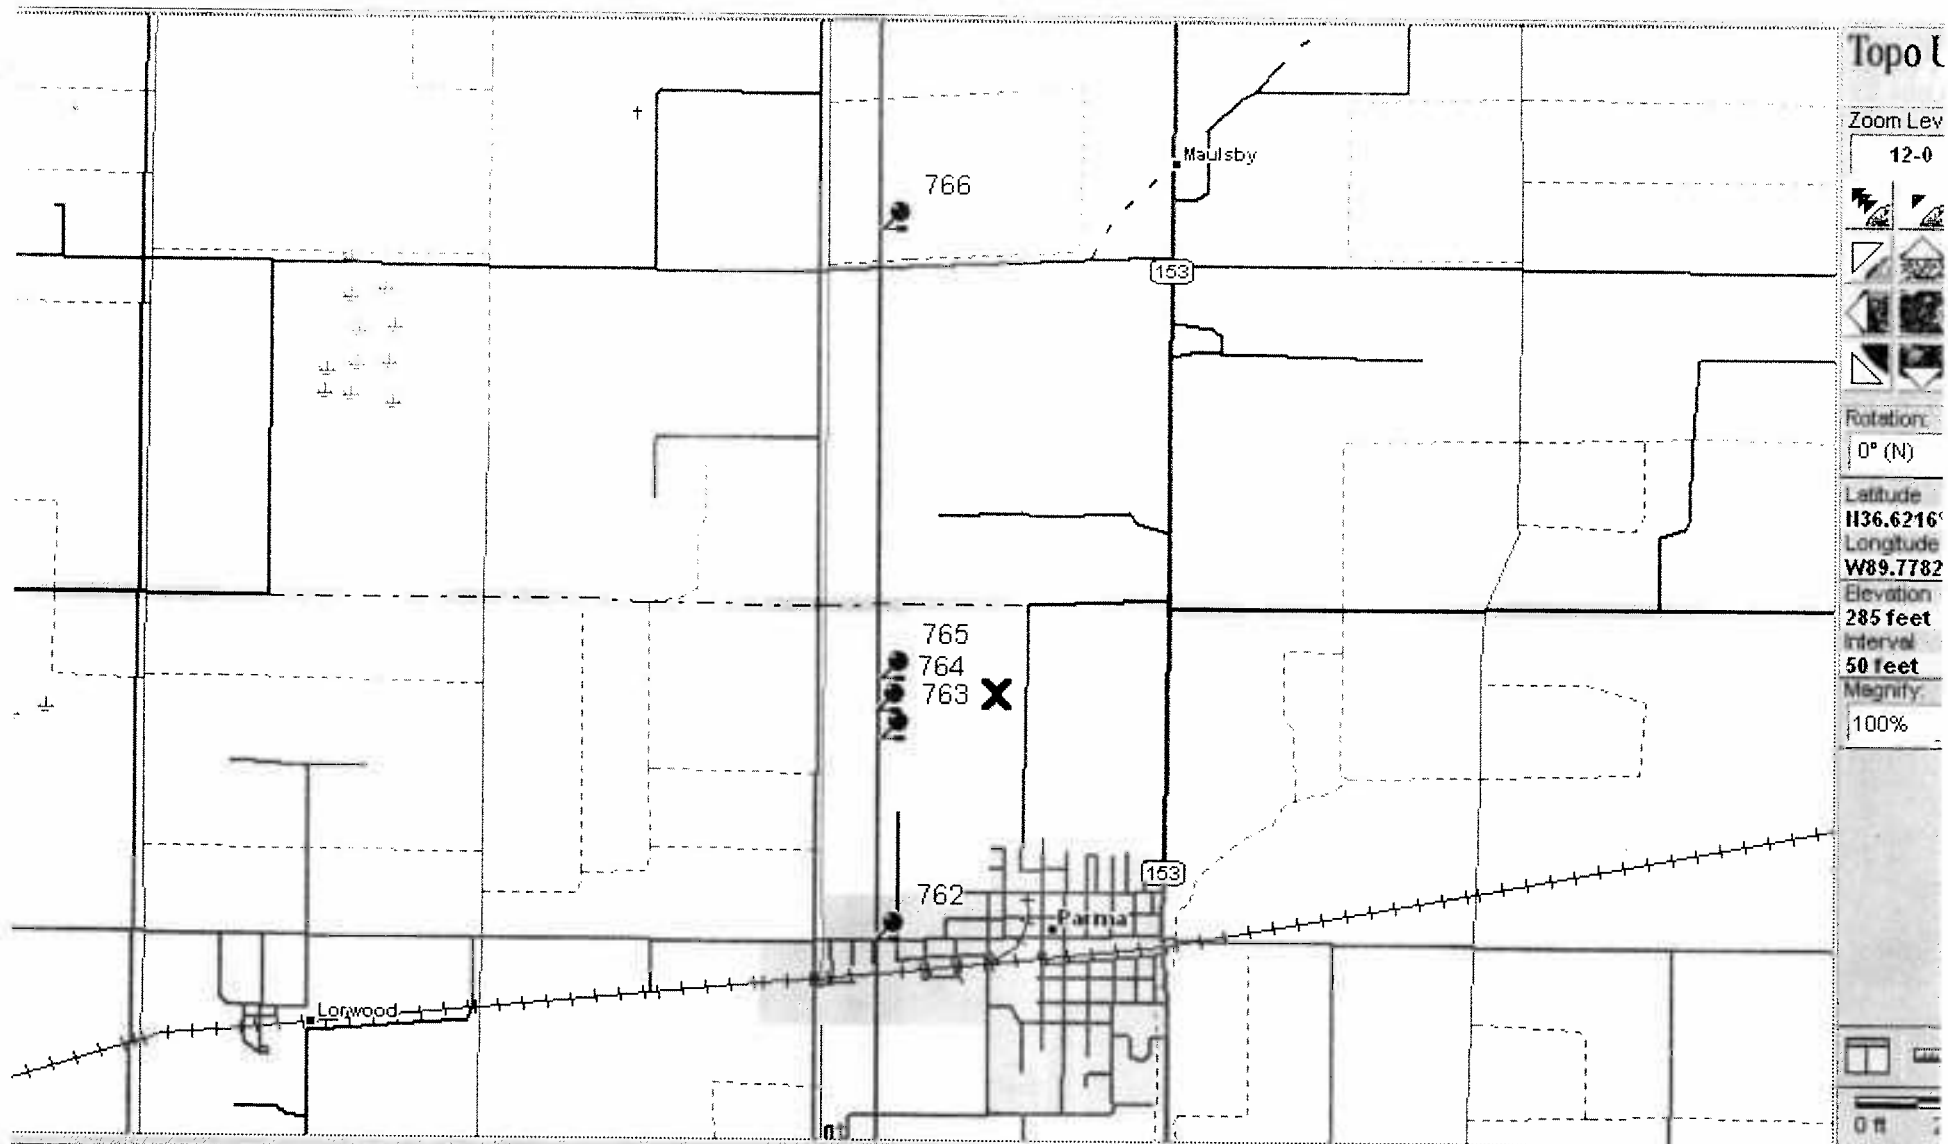 Topo U
Zoom Lev
12-0
Maulsby
766
153
Rotation:
0° (N)
Latitude
N36.6216°
Longitude
W89.7782
Elevation
285 feet
Interval
50 feet
Magnify:
100%
765
764
763 X
153
762
Parma
Lorwood
0 ft